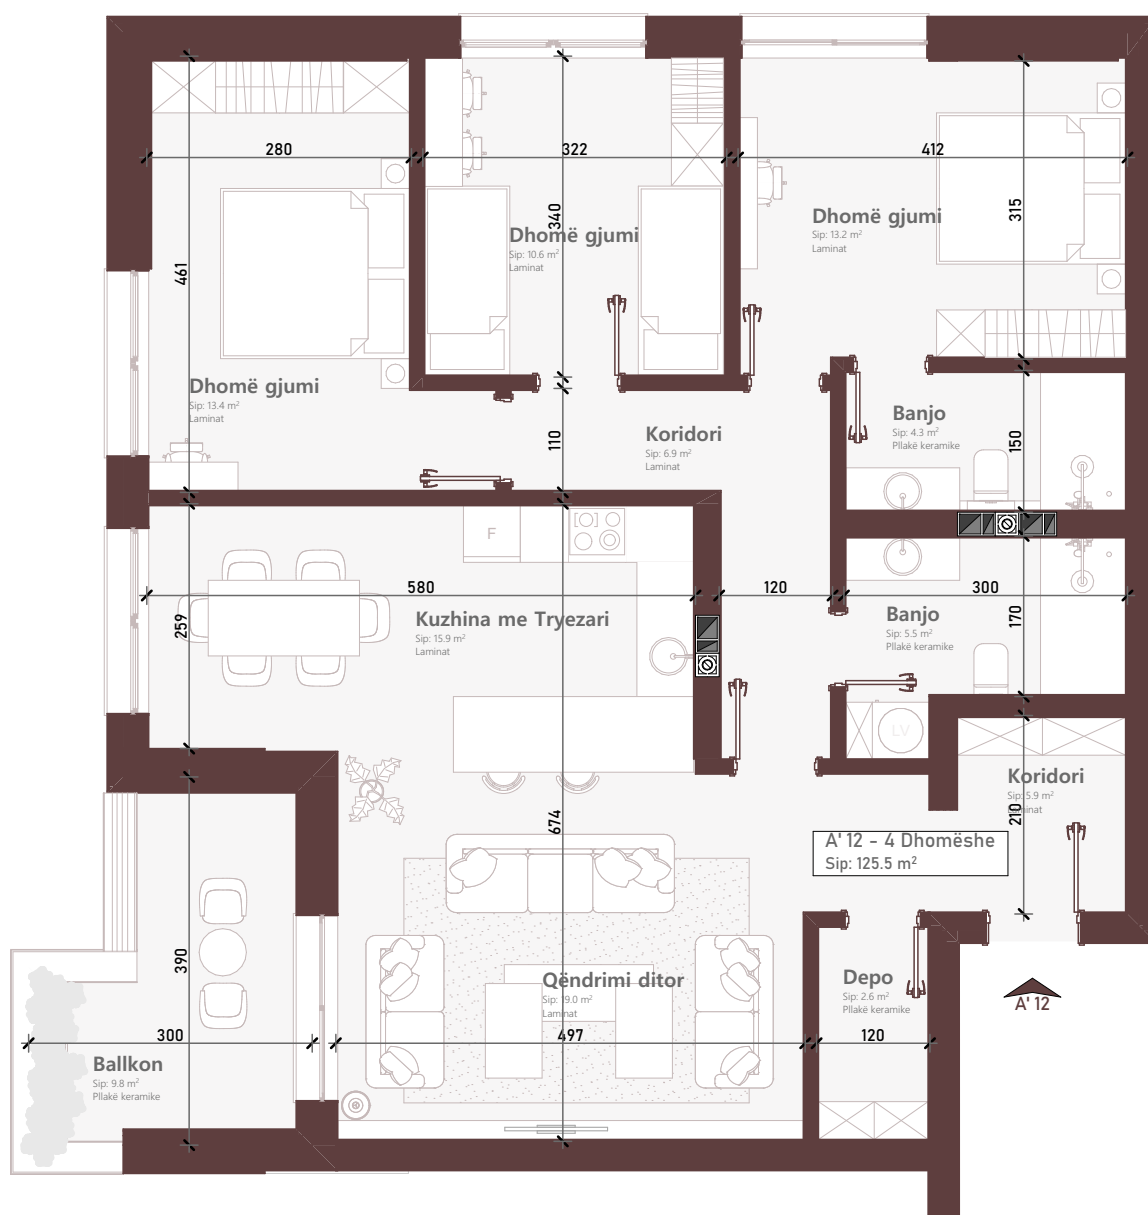 280
322
412
340
315
461
Dhomë gjumi
Sip: 13.2 m²
Laminat
Dhomë gjumi
Sip: 10.6 m²
Laminat
Dhomë gjumi
Sip: 13.4 m²
Laminat
Banjo
Sip: 4.3 m²
Pllakë keramike
110
Koridori
Sip: 6.9 m²
Laminat
150
F
580
120
300
259
Kuzhina me Tryezari
Sip: 15.9 m²
Laminat
170
Banjo
Sip: 5.5 m²
Pllakë keramike
LV
Koridori
Sip: 5.9 m²
Laminat
210
674
A' 12 - 4 Dhomëshe
Sip: 125.5 m²
390
Qëndrimi ditor
Sip: 19.0 m²
Laminat
Depo
Sip: 2.6 m²
Pllakë keramike
A' 12
300
497
120
Ballkon
Sip: 9.8 m²
Pllakë keramike